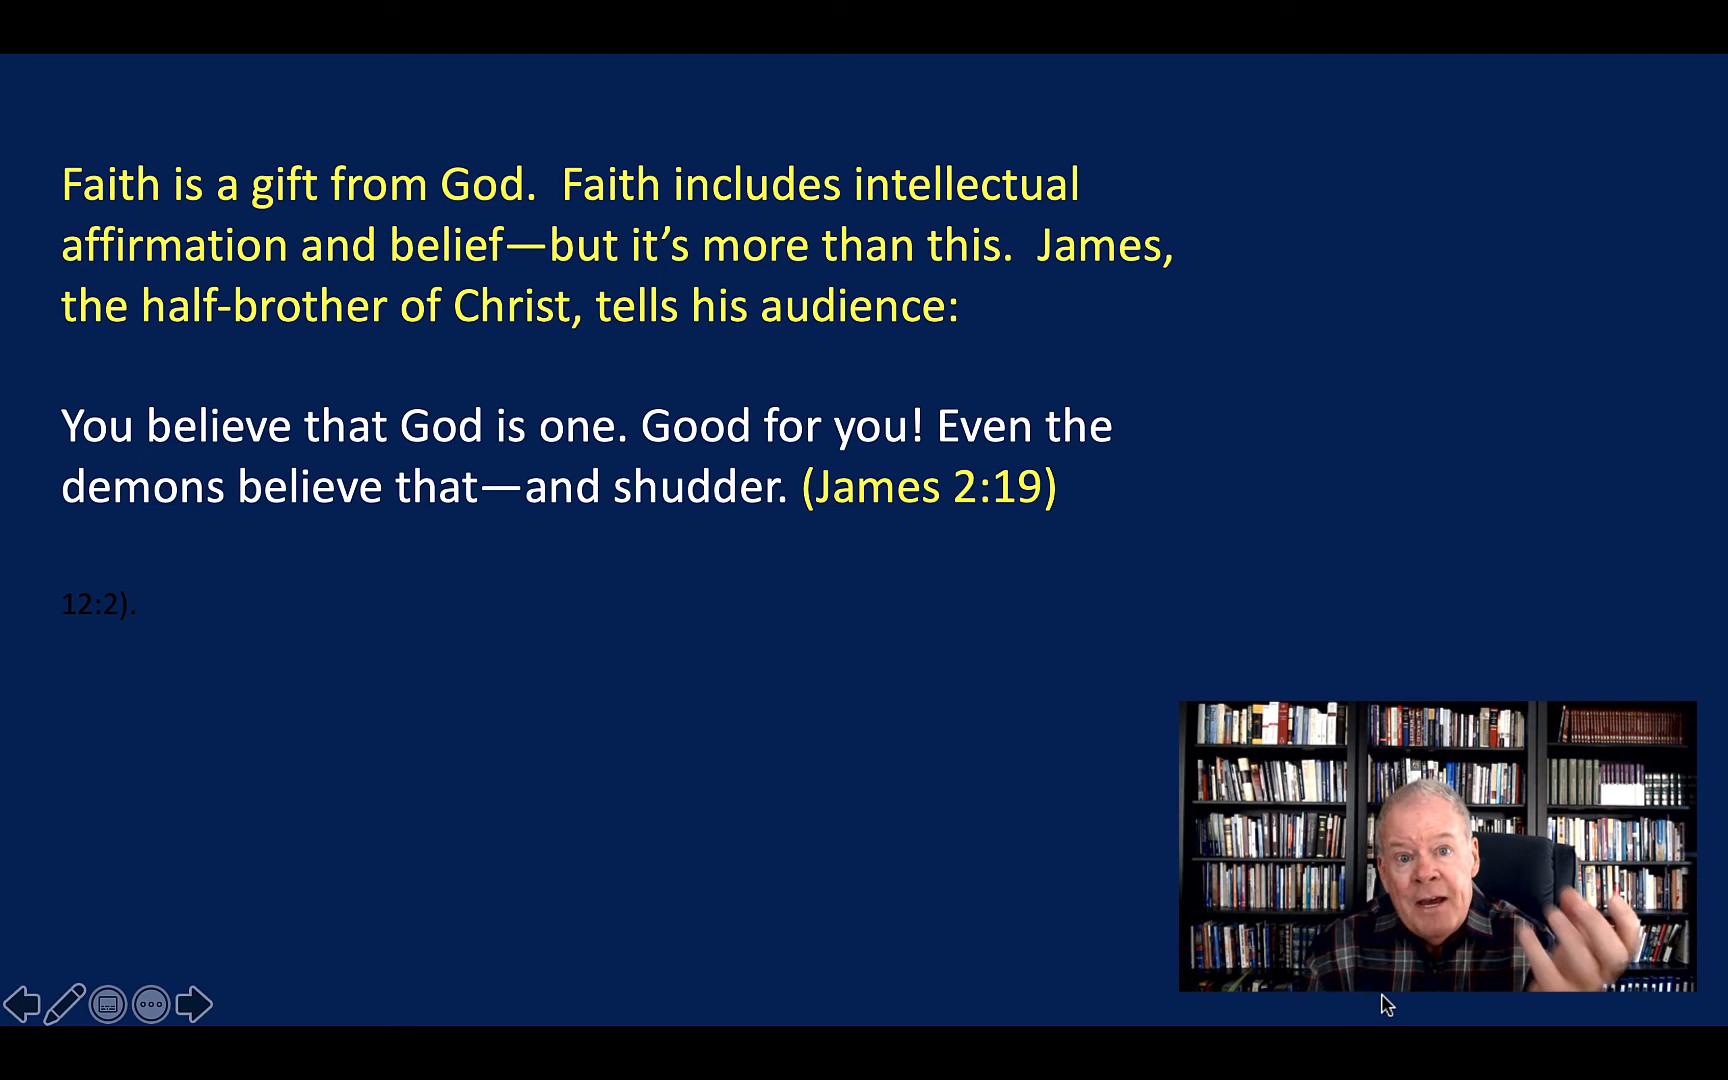 Faith is a gift from God.  Faith includes intellectual
affirmation and belief—but it’s more than this.  James,
the half-brother of Christ, tells his audience:
You believe that God is one. Good for you! Even the
demons believe that—and shudder. (James 2:19)
12:2).